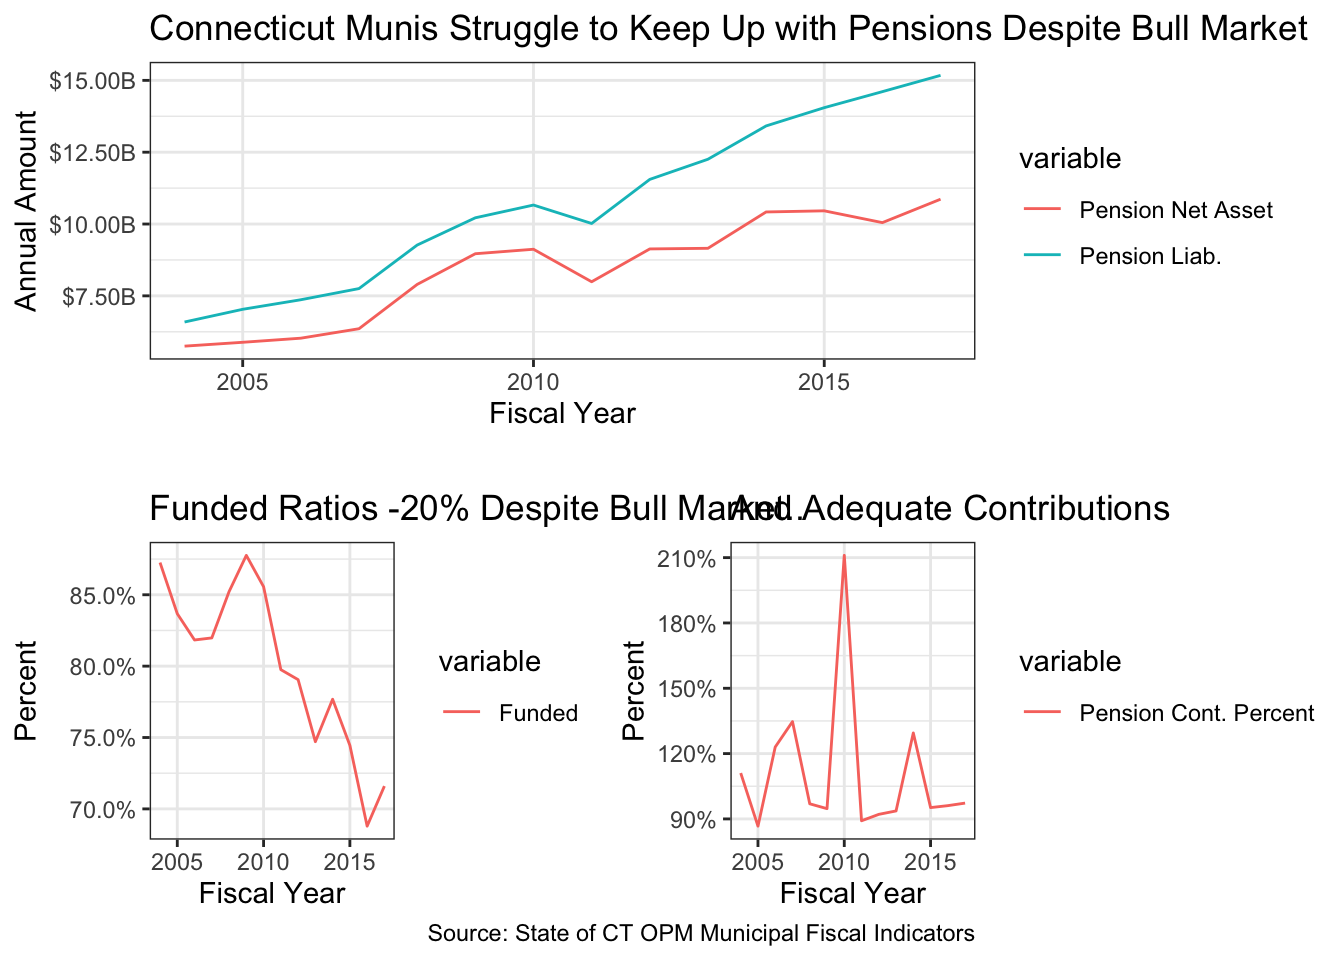 Connecticut Munis Struggle to Keep Up with Pensions Despite Bull Market
$15.00B
$12.50B
$10.00B
$7.50B
Annual Amount
2005 2010 2015
Fiscal Year
variable
Pension Net Asset
Pension Liab.
Funded Ratios -20% Despite Bull Market...
85.0%
80.0%
75.0%
70.0%
Percent
2005 2010 2015
Fiscal Year
variable
Funded
And Adequate Contributions
210%
180%
150%
120%
90%
Percent
2005 2010 2015
Fiscal Year
variable
Pension Cont. Percent
Source: State of CT OPM Municipal Fiscal Indicators